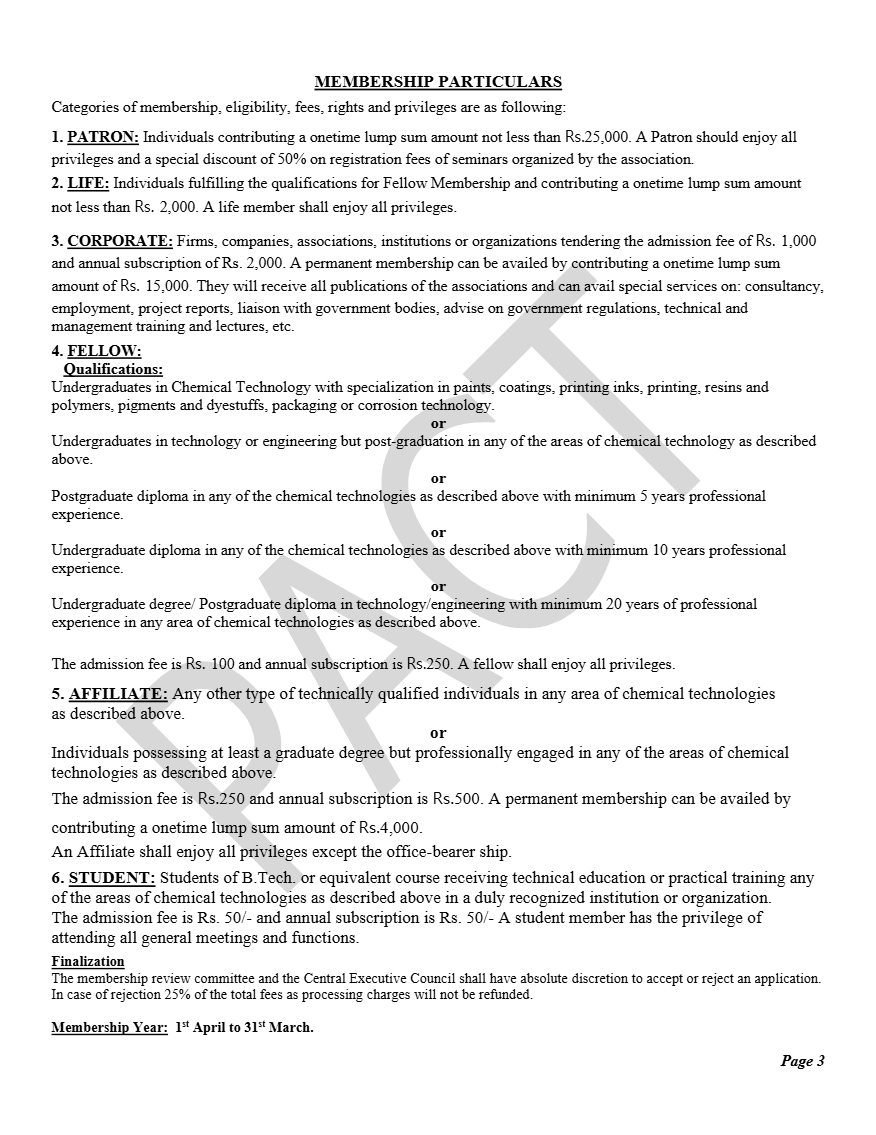 MEMBERSHIP PARTICULARS
Categories of membership, eligibility, fees, rights and privileges are as following:
1. PATRON: Individuals contributing a onetime lump sum amount not less than Rs.25,000. A Patron should enjoy all
privileges and a special discount of 50% on registration fees of seminars organized by the association.
2. LIFE: Individuals fulfilling the qualifications for Fellow Membership and contributing a onetime lump sum amount
not less than Rs. 2,000. A life member shall enjoy all privileges.
3. CORPORATE: Firms, companies, associations, institutions or organizations tendering the admission fee of Rs. 1,000
and annual subscription of Rs. 2,000. A permanent membership can be availed by contributing a onetime lump sum
amount of Rs. 15,000. They will receive all publications of the associations and can avail special services on: consultancy,
employment, project reports, liaison with government bodies, advise on government regulations, technical and
management training and lectures, etc.
4. FELLOW:
Qualifications:
Undergraduates in Chemical Technology with specialization in paints, coatings, printing inks, printing, resins and
polymers, pigments and dyestuffs, packaging or corrosion technology.
or
Undergraduates in technology or engineering but post-graduation in any of the areas of chemical technology as described
above.
or
Postgraduate diploma in any of the chemical technologies as described above with minimum 5 years professional
experience.
or
Undergraduate diploma in any of the chemical technologies as described above with minimum 10 years professional
experience.
or
Undergraduate degree/ Postgraduate diploma in technology/engineering with minimum 20 years of professional
experience in any area of chemical technologies as described above.
The admission fee is Rs. 100 and annual subscription is Rs.250. A fellow shall enjoy all privileges.
5. AFFILIATE: Any other type of technically qualified individuals in any area of chemical technologies
as described above.
or
Individuals possessing at least a graduate degree but professionally engaged in any of the areas of chemical
technologies as described above.
The admission fee is Rs.250 and annual subscription is Rs.500. A permanent membership can be availed by
contributing a onetime lump sum amount of Rs.4,000.
An Affiliate shall enjoy all privileges except the office-bearer ship.
6. STUDENT: Students of B.Tech. or equivalent course receiving technical education or practical training any
of the areas of chemical technologies as described above in a duly recognized institution or organization.
The admission fee is Rs. 50/- and annual subscription is Rs. 50/- A student member has the privilege of
attending all general meetings and functions.
Finalization
The membership review committee and the Central Executive Council shall have absolute discretion to accept or reject an application.
In case of rejection 25% of the total fees as processing charges will not be refunded.
Membership Year: 1st April to 31st March.
Page 3
PACT